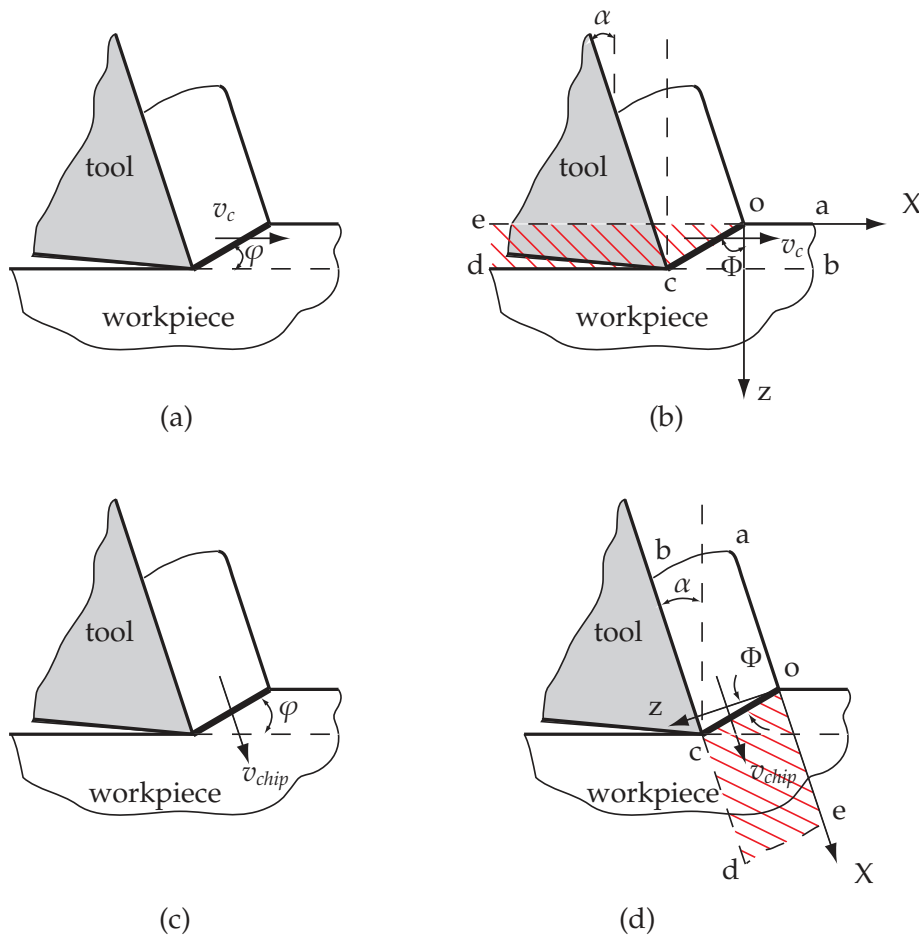 tool
v_c
φ
workpiece
(a)
α
tool
e
o
a
X
d
Φ
v_c
b
c
workpiece
z
(b)
tool
φ
v_chip
workpiece
(c)
b
a
α
tool
Φ
o
z
c
v_chip
workpiece
e
d
X
(d)